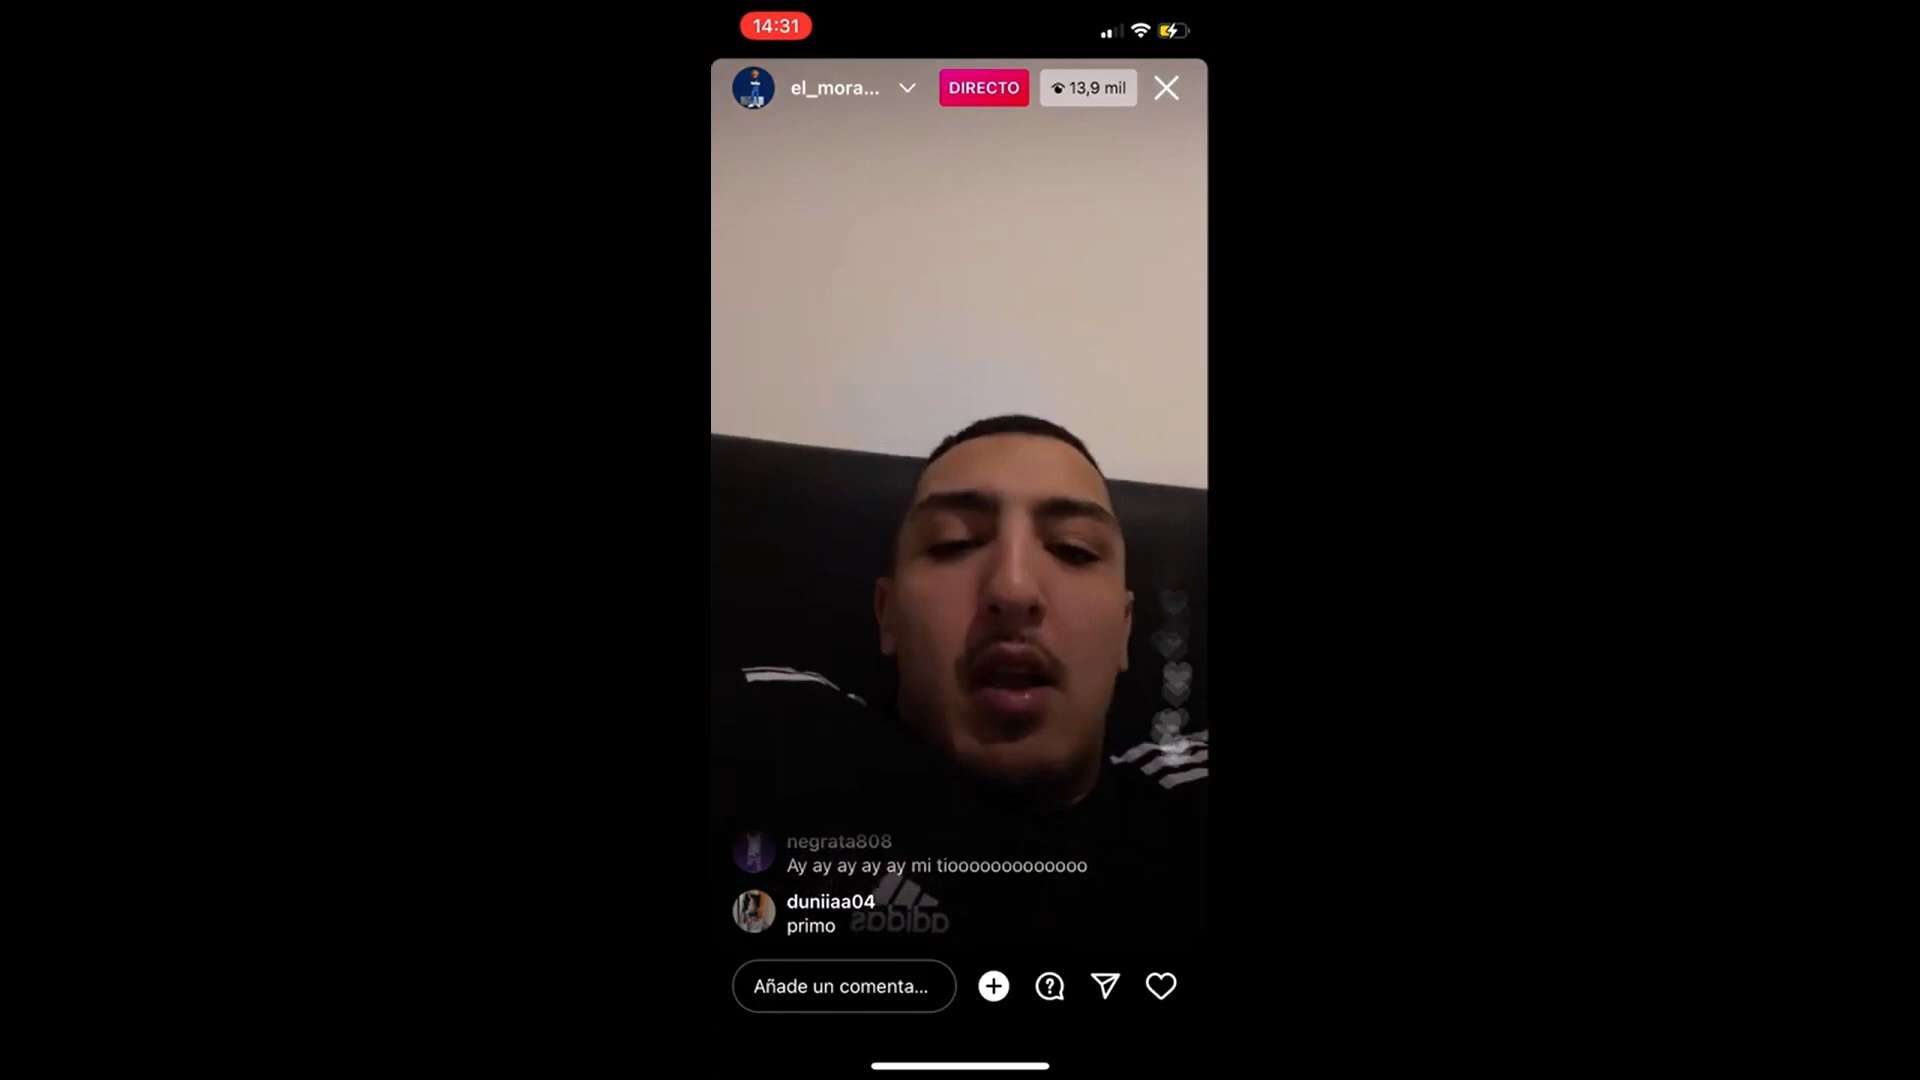 14:31
el_mora...
DIRECTO
13,9 mil
negrata808
Ay ay ay ay ay mi tiooooooooooooo
duniiaa04
primo
adidas
Añade un comenta...